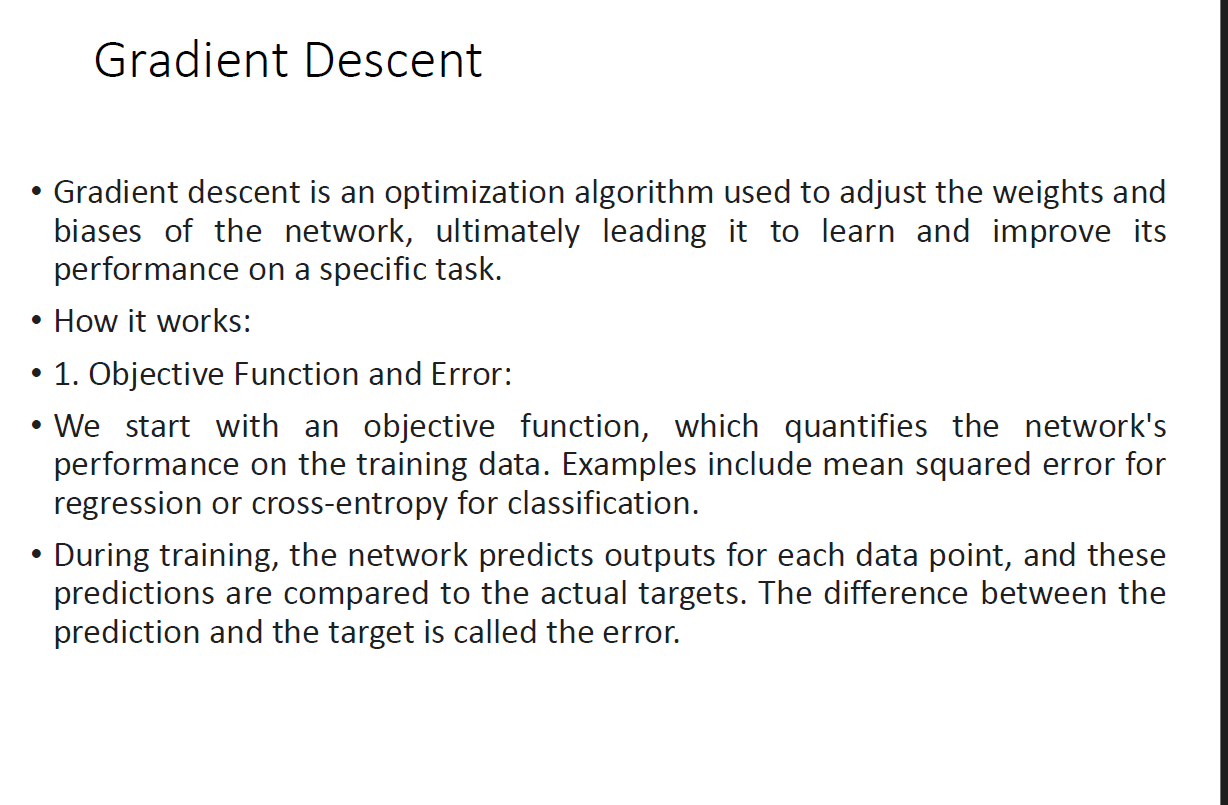 Gradient Descent
• Gradient descent is an optimization algorithm used to adjust the weights and
biases of the network, ultimately leading it to learn and improve its
performance on a specific task.
• How it works:
• 1. Objective Function and Error:
• We start with an objective function, which quantifies the network's
performance on the training data. Examples include mean squared error for
regression or cross-entropy for classification.
• During training, the network predicts outputs for each data point, and these
predictions are compared to the actual targets. The difference between the
prediction and the target is called the error.